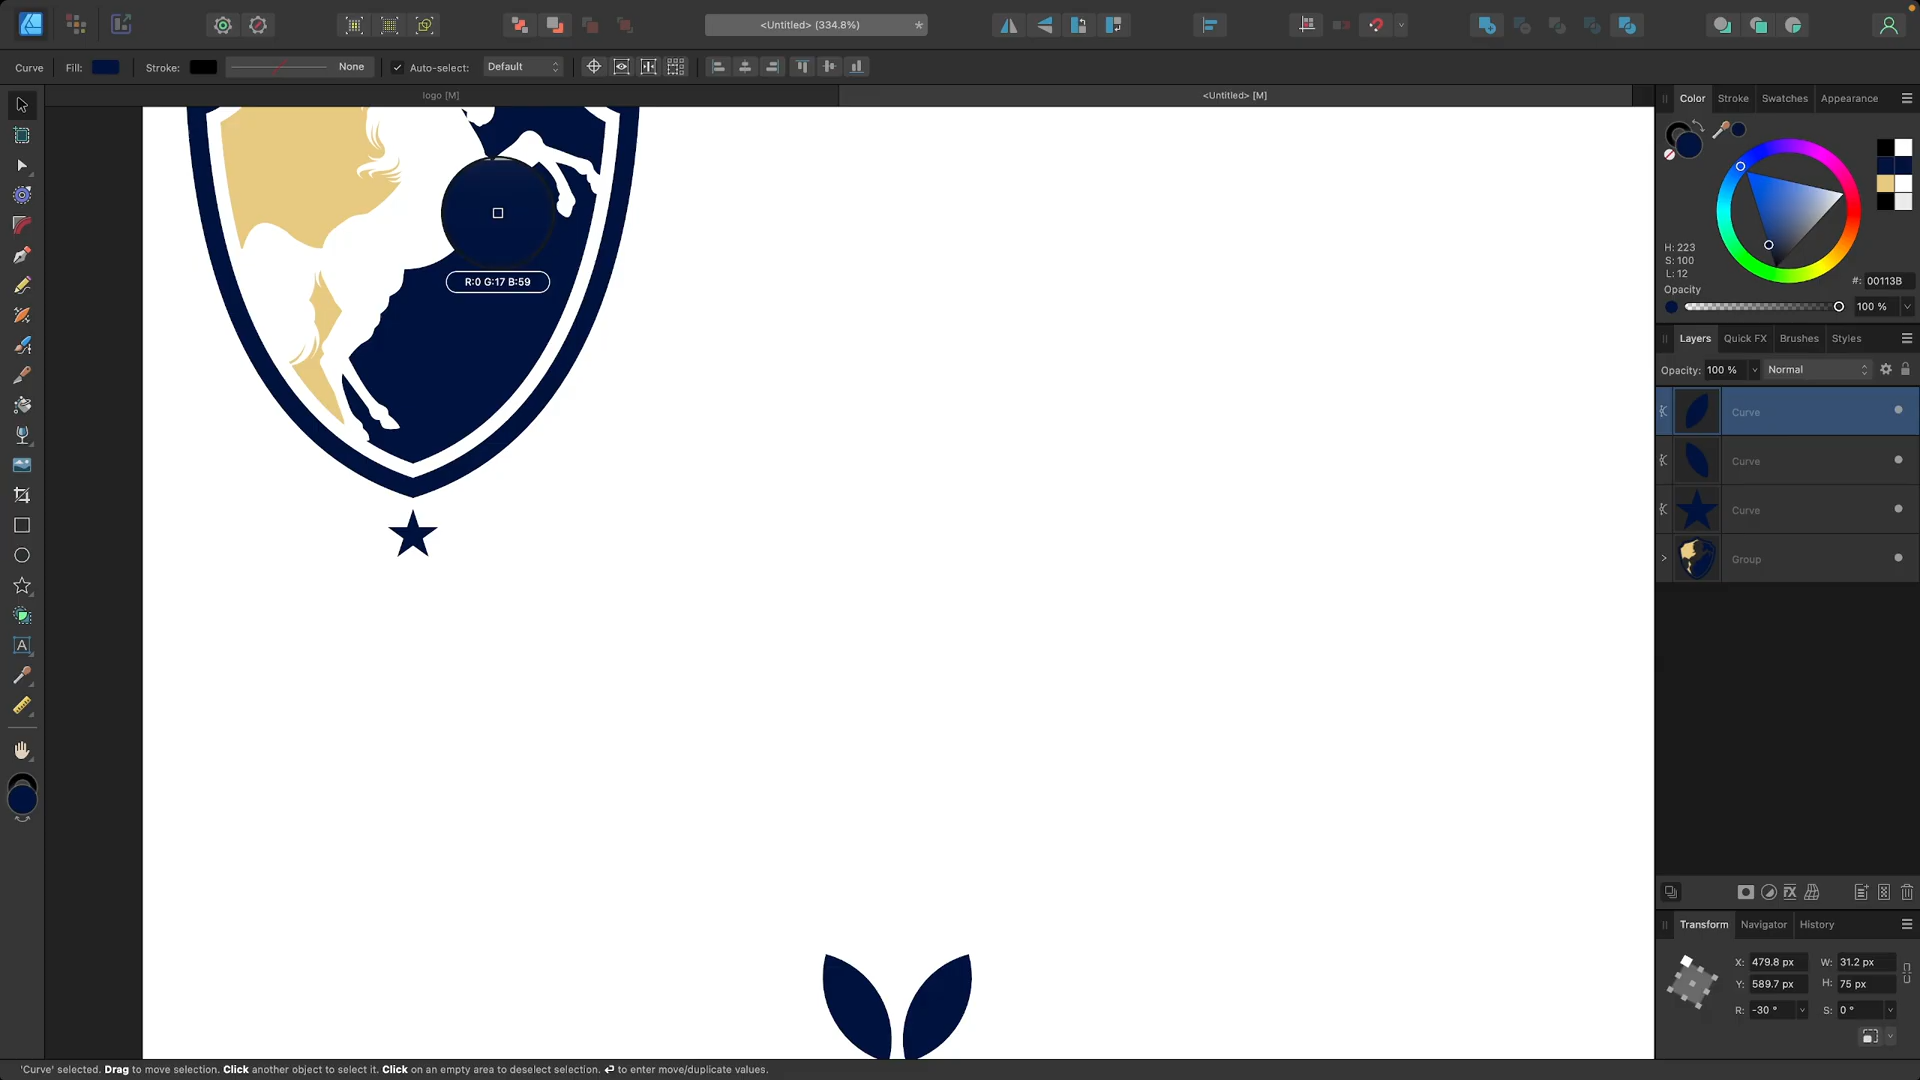 <Untitled> (334.8%)
*
Curve
Fill:
Stroke:
None
Auto-select:
Default
logo [M]
<Untitled> [M]
Color
Stroke
Swatches
Appearance
R:0 G:17 B:59
H: 223
S: 100
L: 12
#: 00113B
Opacity
100 %
Layers
Quick FX
Brushes
Styles
Opacity: 100 %
Normal
Curve
Curve
Curve
Group
Transform
Navigator
History
X: 479.8 px
W: 31.2 px
Y: 589.7 px
H: 75 px
R: -30 °
S: 0 °
'Curve' selected. Drag to move selection. Click another object to select it. Click on an empty area to deselect selection. ↵ to enter move/duplicate values.